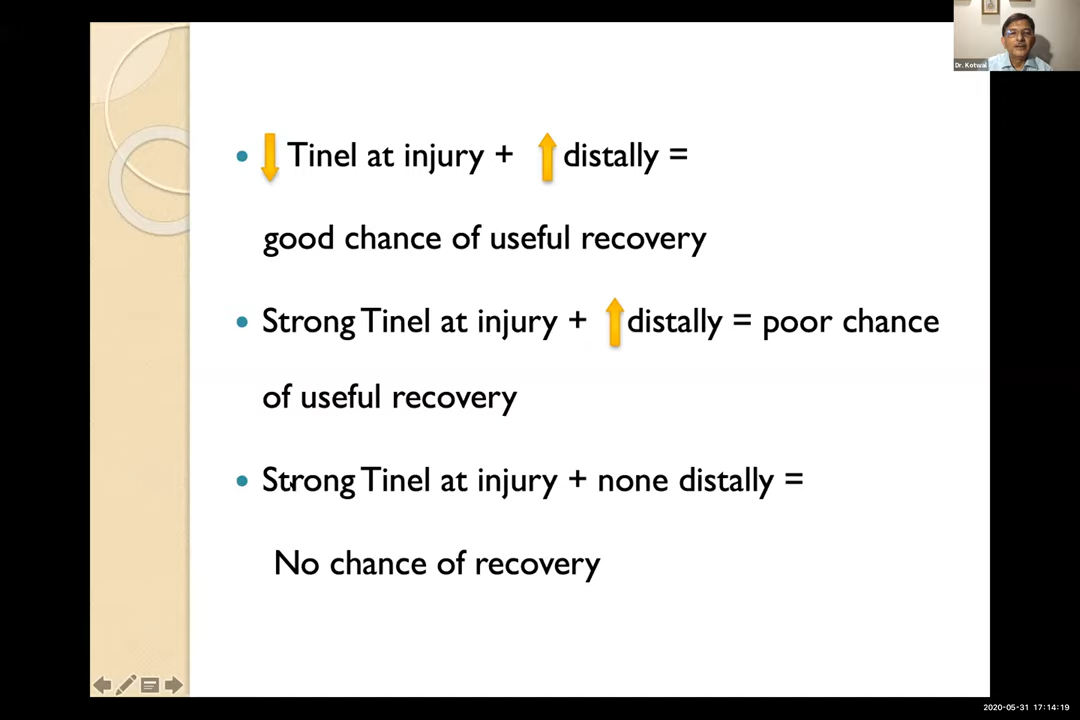 Dr. Kotwal
• Tinel at injury + distally =
good chance of useful recovery
• Strong Tinel at injury + distally = poor chance
of useful recovery
• Strong Tinel at injury + none distally =
No chance of recovery
2020-05-31 17:14:19